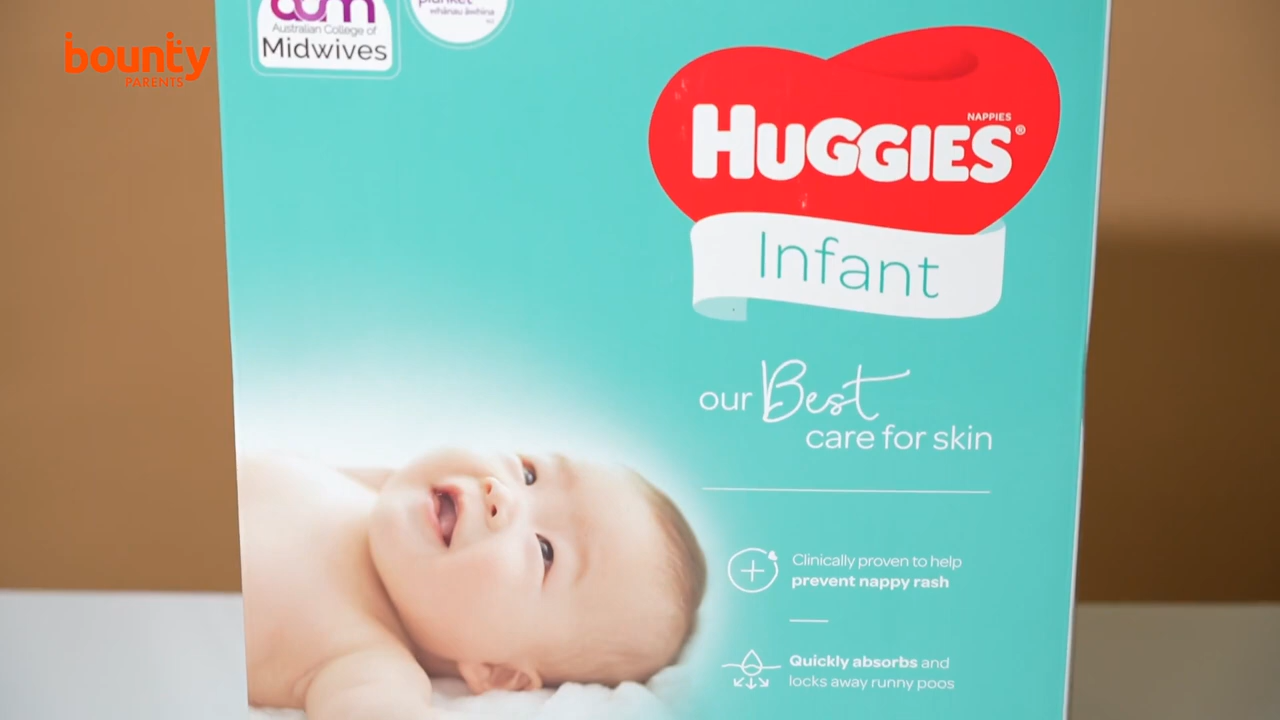 bounty
PARENTS
acm
Australian College of
Midwives
plunket
whānau āwhina
NAPPIES
HUGGIES®
Infant
our Best
care for skin
Clinically proven to help
prevent nappy rash
Quickly absorbs and
locks away runny poos